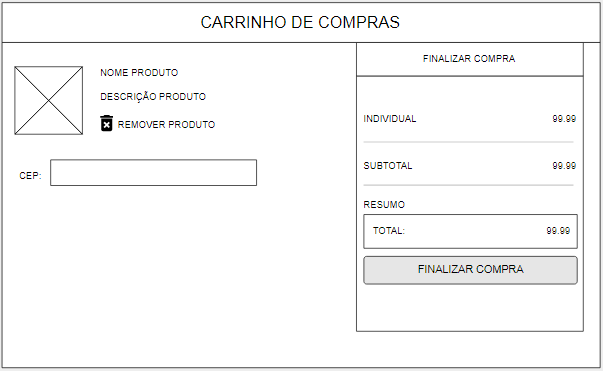 CARRINHO DE COMPRAS
NOME PRODUTO
DESCRIÇÃO PRODUTO
REMOVER PRODUTO
CEP:
FINALIZAR COMPRA
INDIVIDUAL 99.99
SUBTOTAL 99.99
RESUMO
TOTAL: 99.99
FINALIZAR COMPRA